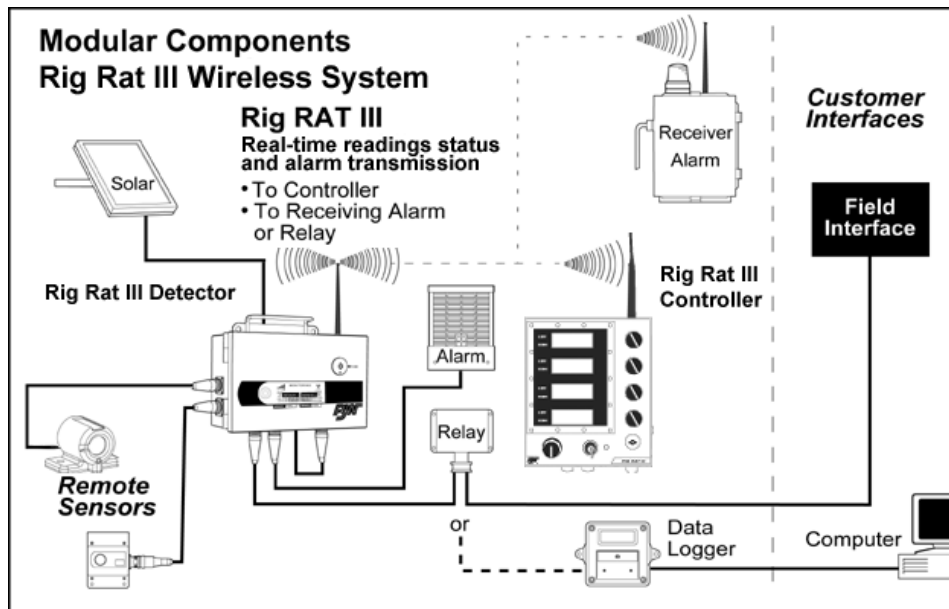 Modular Components
Rig Rat III Wireless System
Rig RAT III
Real-time readings status
and alarm transmission
• To Controller
• To Receiving Alarm
or Relay
Solar
Receiver
Alarm
Customer
Interfaces
Field
Interface
Rig Rat III Detector
Rig Rat III
Controller
Alarm
Relay
Remote
Sensors
or
Data
Logger
Computer